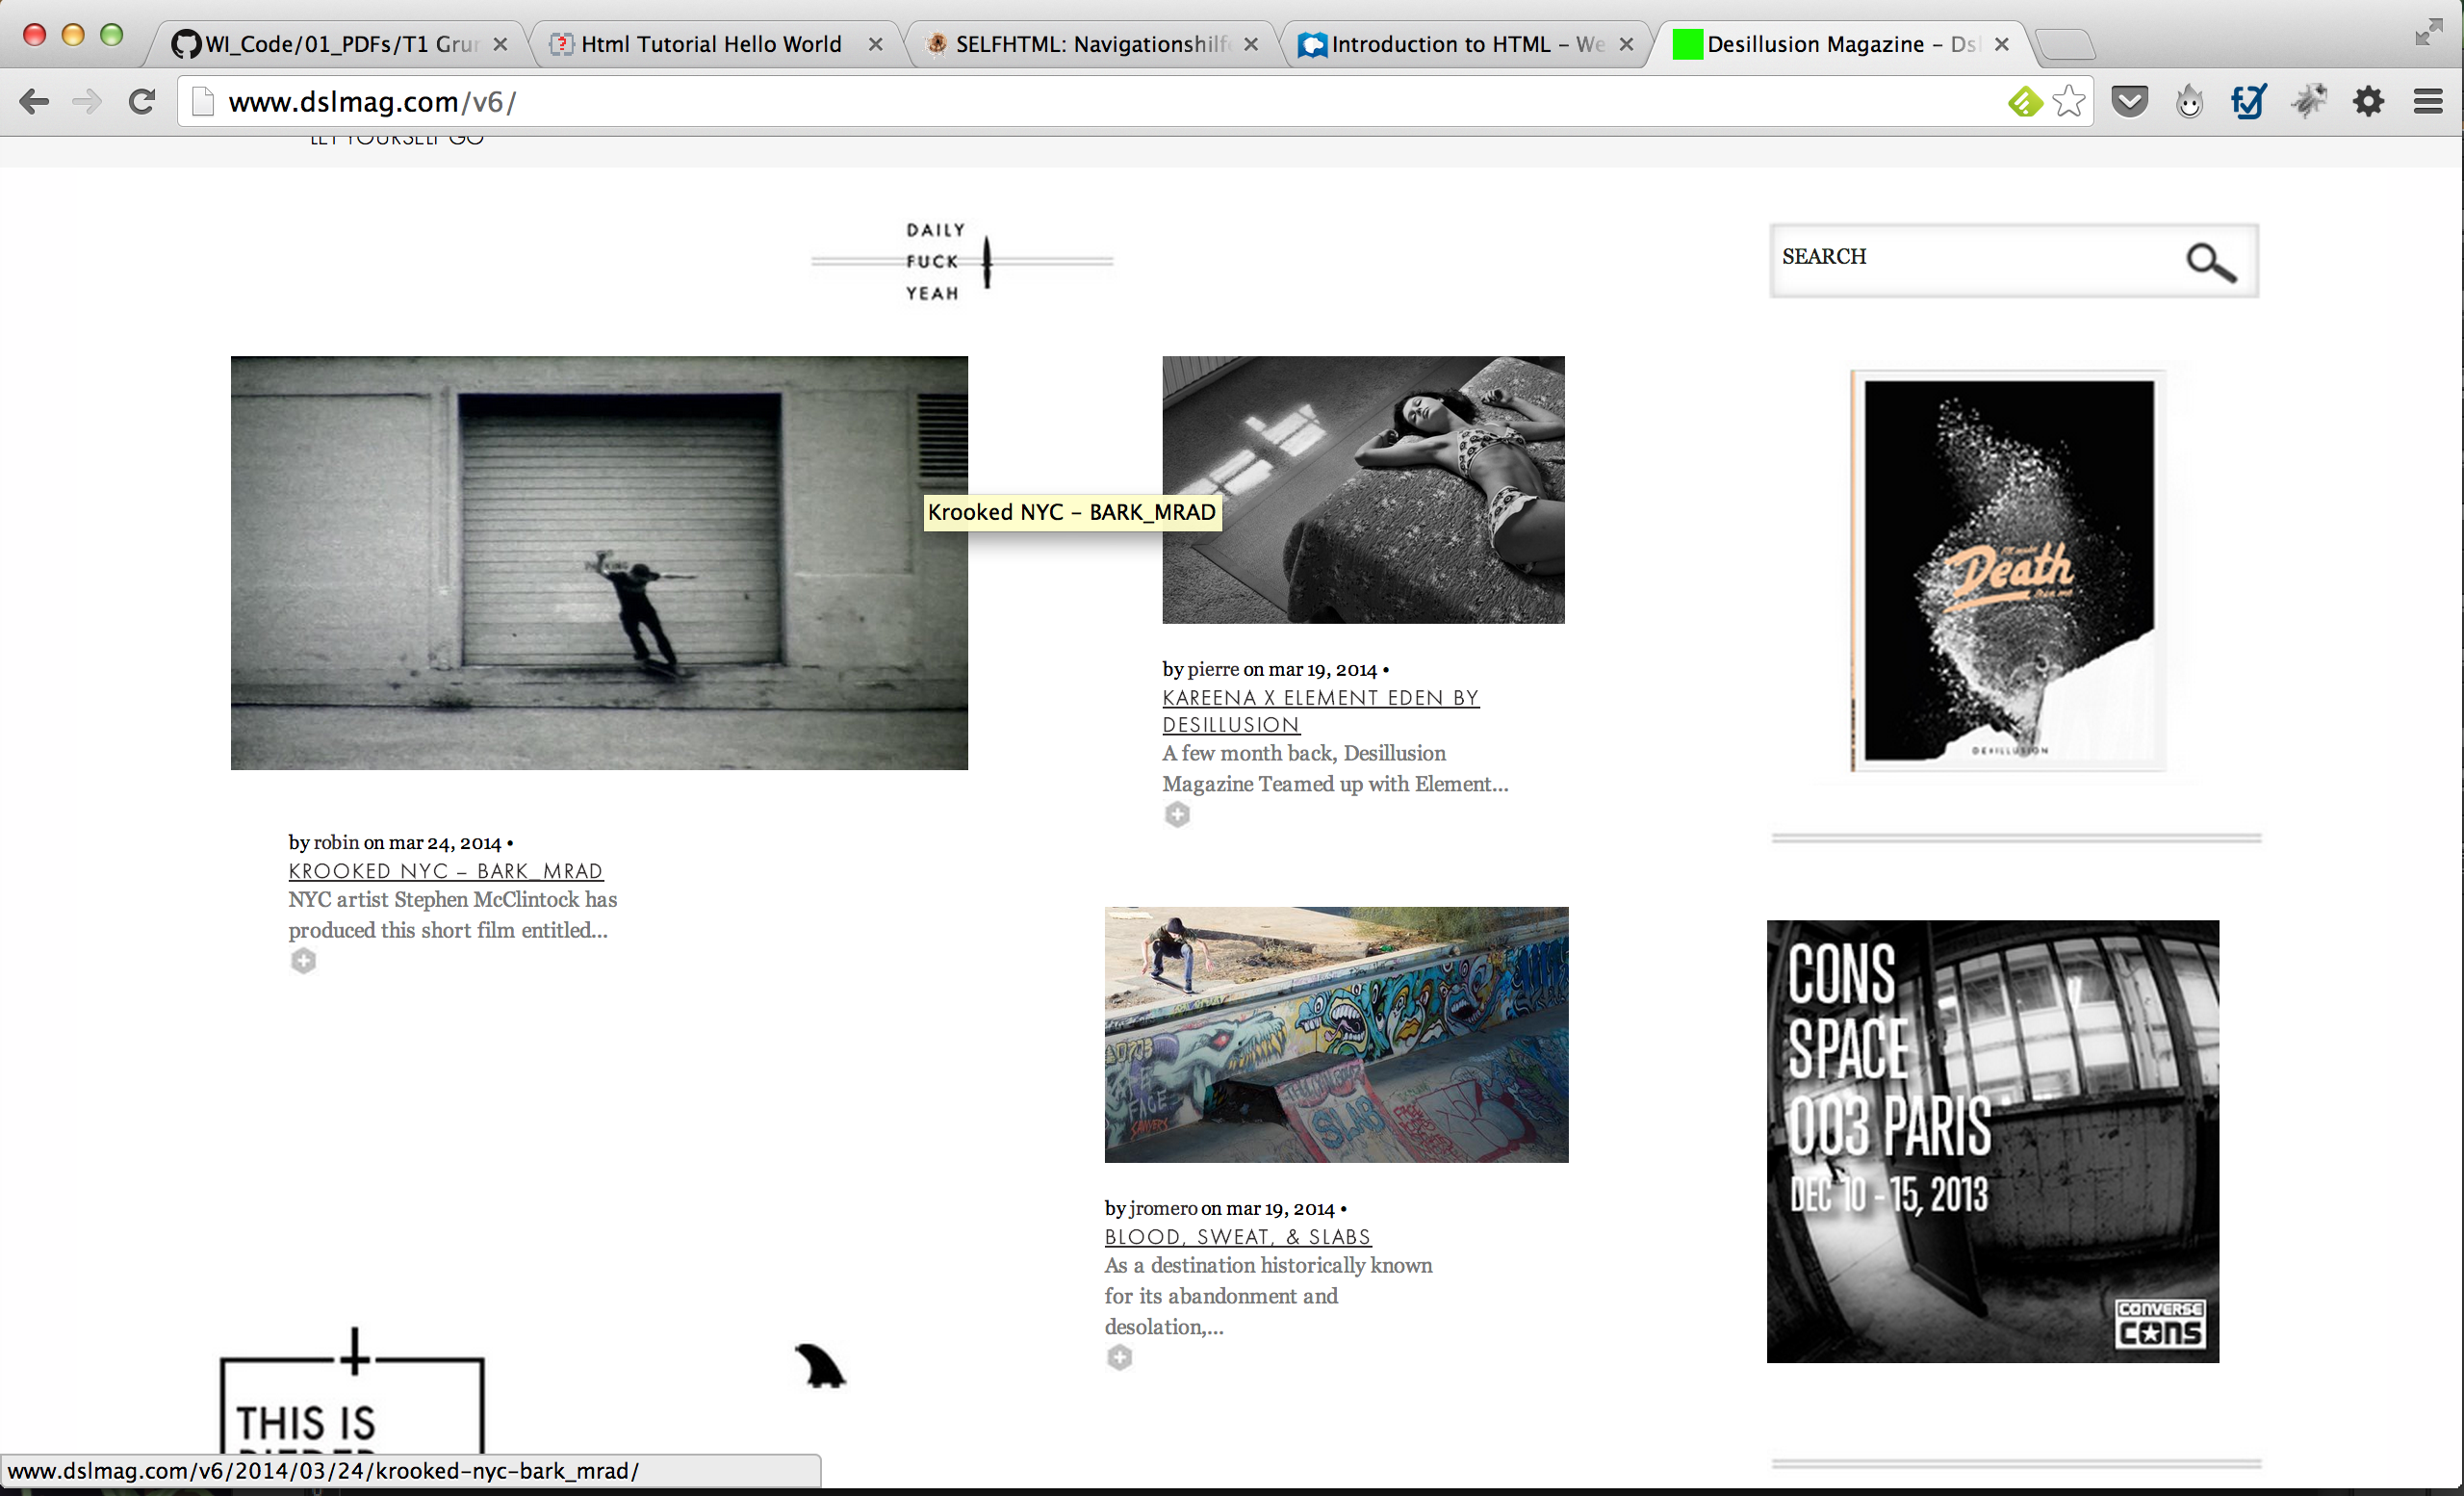 WI_Code/01_PDFs/T1 Grun
Html Tutorial Hello World
SELFHTML: Navigationshilfe
Introduction to HTML – We
Desillusion Magazine – Dsl
www.dslmag.com/v6/
LET YOURSELF GO
DAILY
FUCK
YEAH
SEARCH
Krooked NYC – BARK_MRAD
by robin on mar 24, 2014 •
KROOKED NYC – BARK_MRAD
NYC artist Stephen McClintock has
produced this short film entitled...
by pierre on mar 19, 2014 •
KAREENA X ELEMENT EDEN BY
DESILLUSION
A few month back, Desillusion
Magazine Teamed up with Element...
Death
DESILLUSION
FACE
SLAB
by jromero on mar 19, 2014 •
BLOOD, SWEAT, & SLABS
As a destination historically known
for its abandonment and
desolation,...
CONS
SPACE
003 PARIS
DEC 10 - 15, 2013
CONVERSE
CONS
THIS IS
www.dslmag.com/v6/2014/03/24/krooked-nyc-bark_mrad/